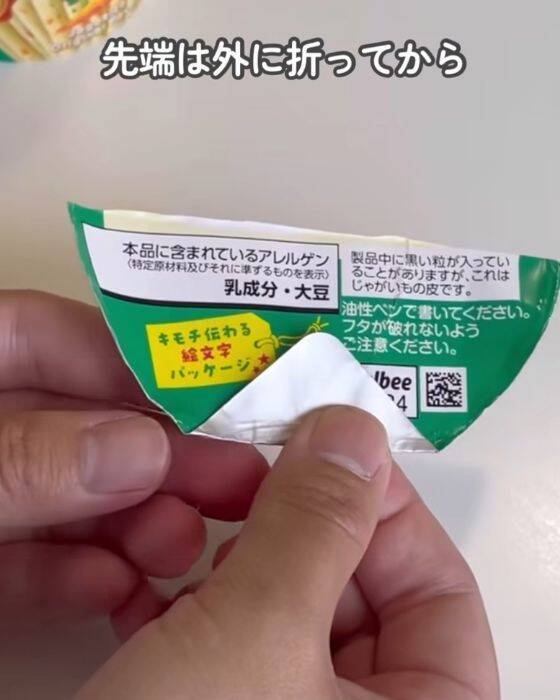 先端は外に折ってから
本品に含まれているアレルゲン
(特定原材料及びそれに準ずるものを表示)
乳成分・大豆
製品中に黒い粒が入ってい
ることがありますが、これは
じゃがいもの皮です。
油性ペンで書いてください。
フタが破れないよう
ご注意ください。
キモチ伝わる
絵文字
パッケージ
lbee